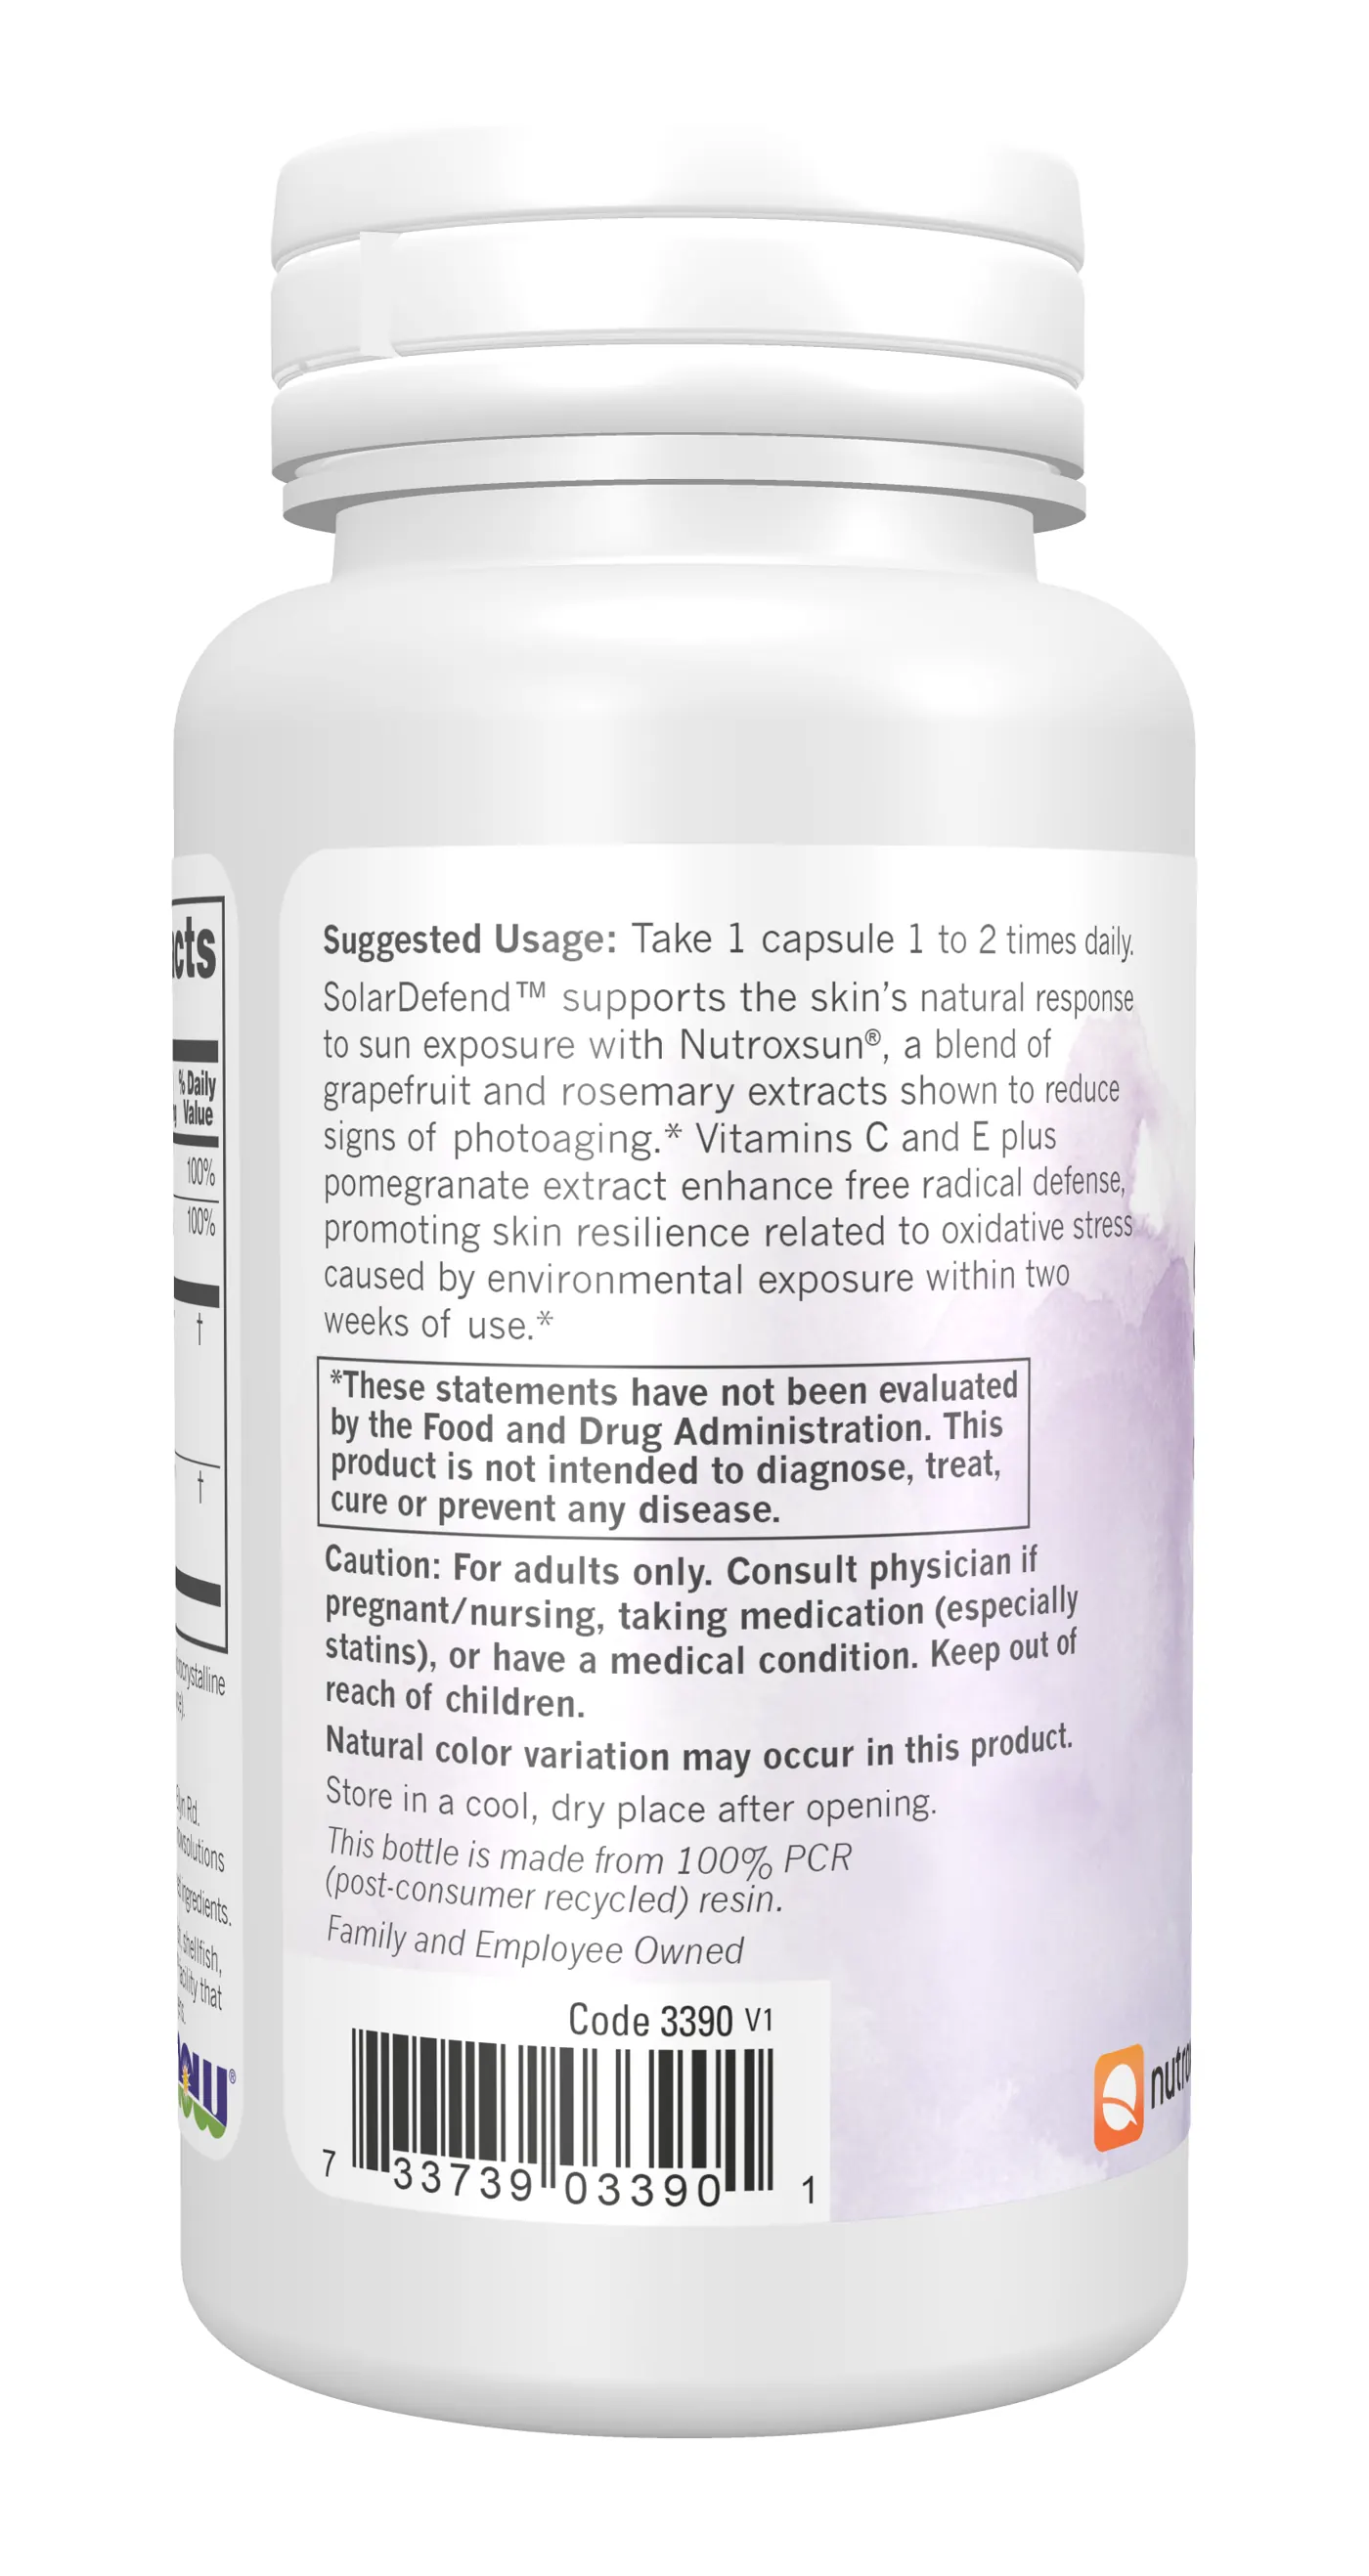 cts
% Daily
Value
100%
100%
†
†
Suggested Usage: Take 1 capsule 1 to 2 times daily.
SolarDefend™ supports the skin's natural response
to sun exposure with Nutroxsun®, a blend of
grapefruit and rosemary extracts shown to reduce
signs of photoaging.* Vitamins C and E plus
pomegranate extract enhance free radical defense,
promoting skin resilience related to oxidative stress
caused by environmental exposure within two
weeks of use.*
*These statements have not been evaluated
by the Food and Drug Administration. This
product is not intended to diagnose, treat,
cure or prevent any disease.
Caution: For adults only. Consult physician if
pregnant/nursing, taking medication (especially
statins), or have a medical condition. Keep out of
reach of children.
Natural color variation may occur in this product.
Store in a cool, dry place after opening.
This bottle is made from 100% PCR
(post-consumer recycled) resin.
Family and Employee Owned
Code 3390 V1
7 33739 03390 1
Rd.
solutions
ingredients.
shellfish,
that
nutro